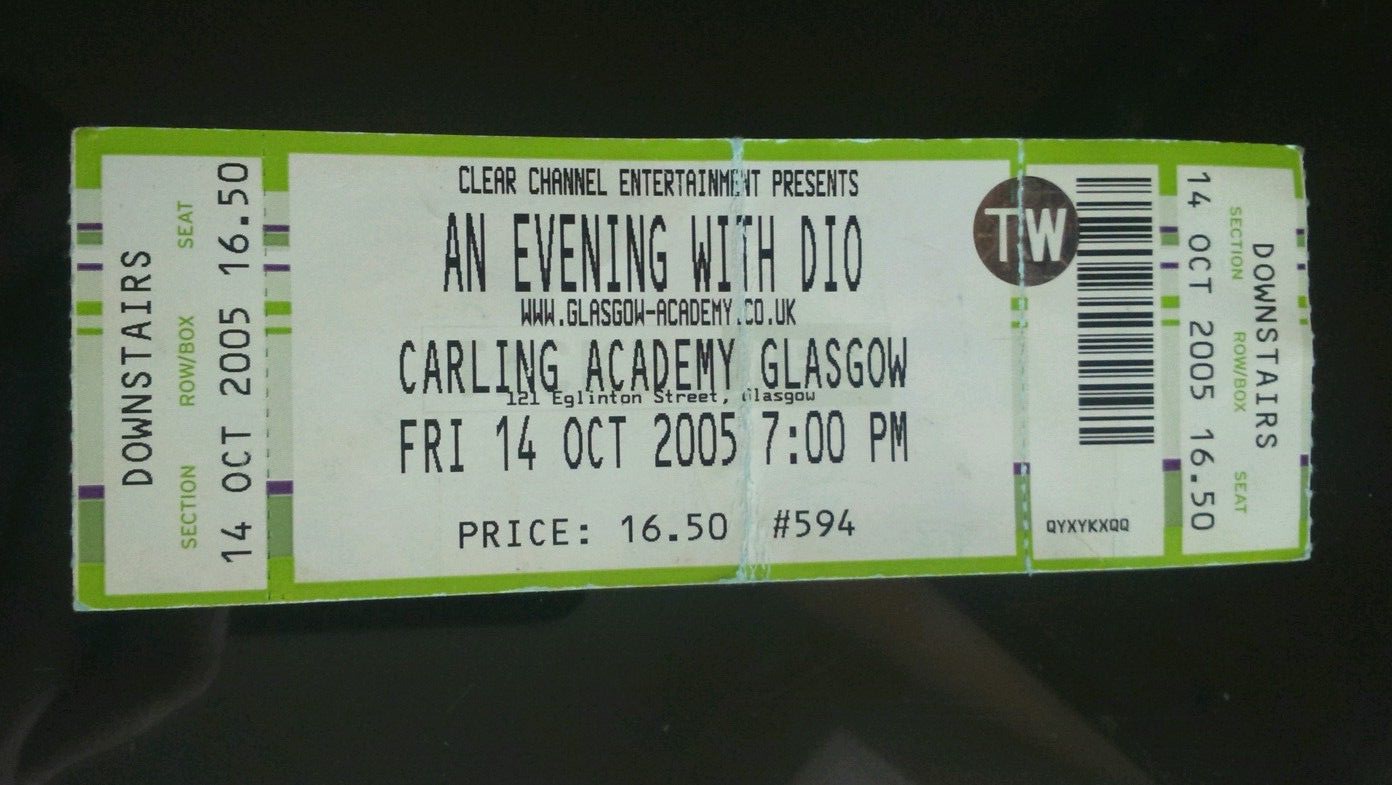 DOWNSTAIRS
SECTION ROW/BOX SEAT
14 OCT 2005 16.50
CLEAR CHANNEL ENTERTAINMENT PRESENTS
AN EVENING WITH DIO
WWW.GLASGOW-ACADEMY.CO.UK
CARLING ACADEMY GLASGOW
121 Eglinton Street, Glasgow
FRI 14 OCT 2005 7:00 PM
PRICE: 16.50 #594
TW
QYXYKXQQ
14 OCT 2005 16.50
SECTION ROW/BOX SEAT
DOWNSTAIRS